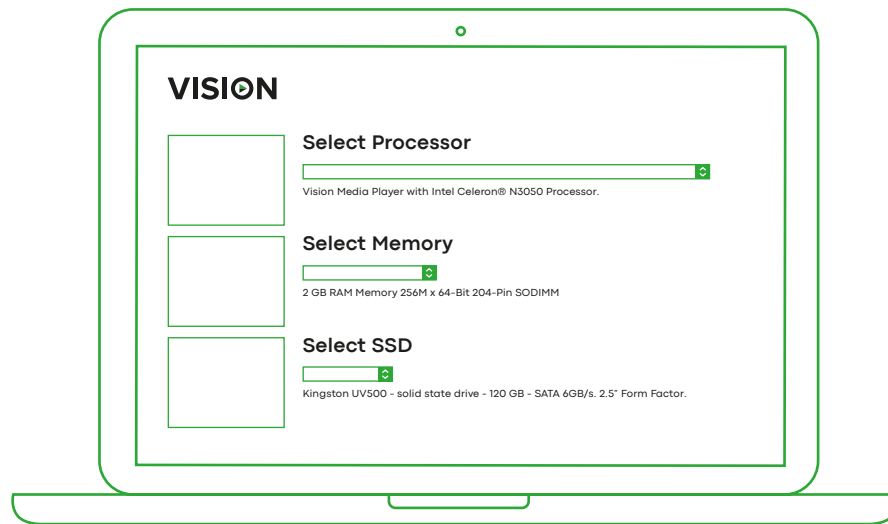 VISION
Select Processor
Vision Media Player with Intel Celeron® N3050 Processor.
Select Memory
2 GB RAM Memory 256M x 64-Bit 204-Pin SODIMM
Select SSD
Kingston UV500 - solid state drive - 120 GB - SATA 6GB/s. 2.5" Form Factor.